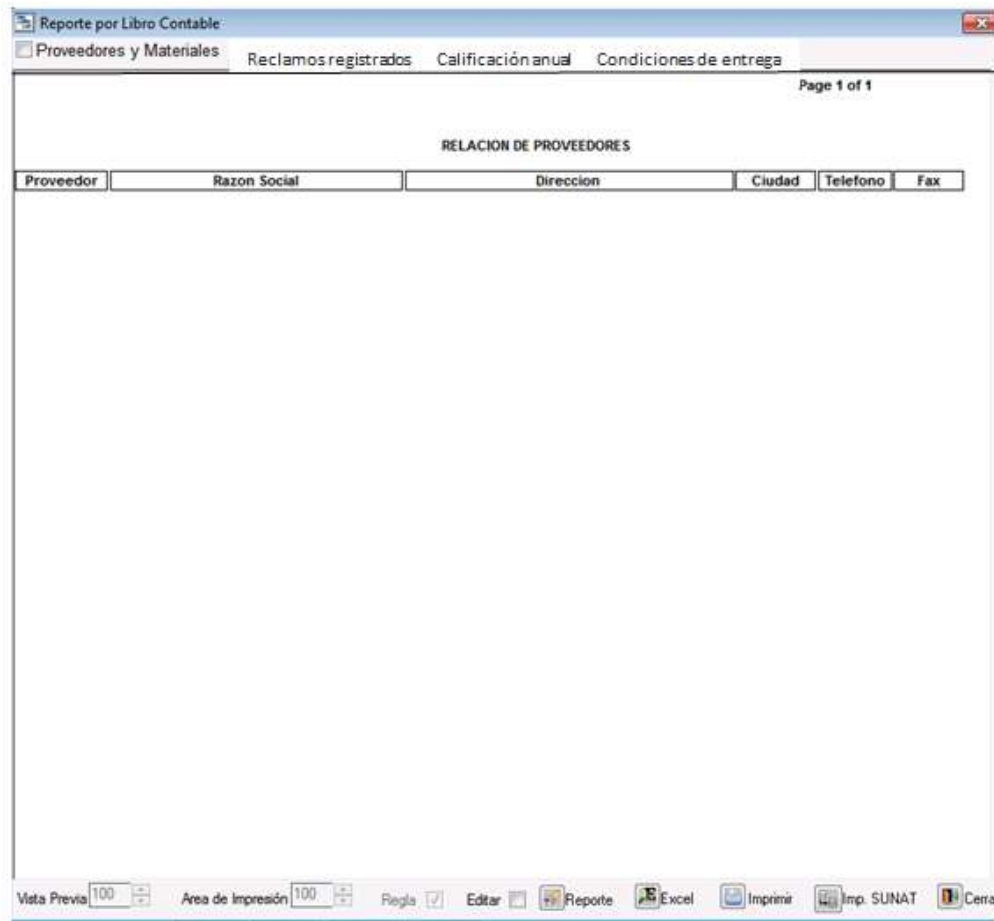 Reporte por Libro Contable
Proveedores y Materiales Reclamos registrados Calificación anual Condiciones de entrega
Page 1 of 1
RELACION DE PROVEEDORES
Proveedor Razon Social Direccion Ciudad Telefono Fax
Vista Previa 100 Area de Impresión 100 Regla Editar Reporte Excel Imprimir Imp. SUNAT Cerra